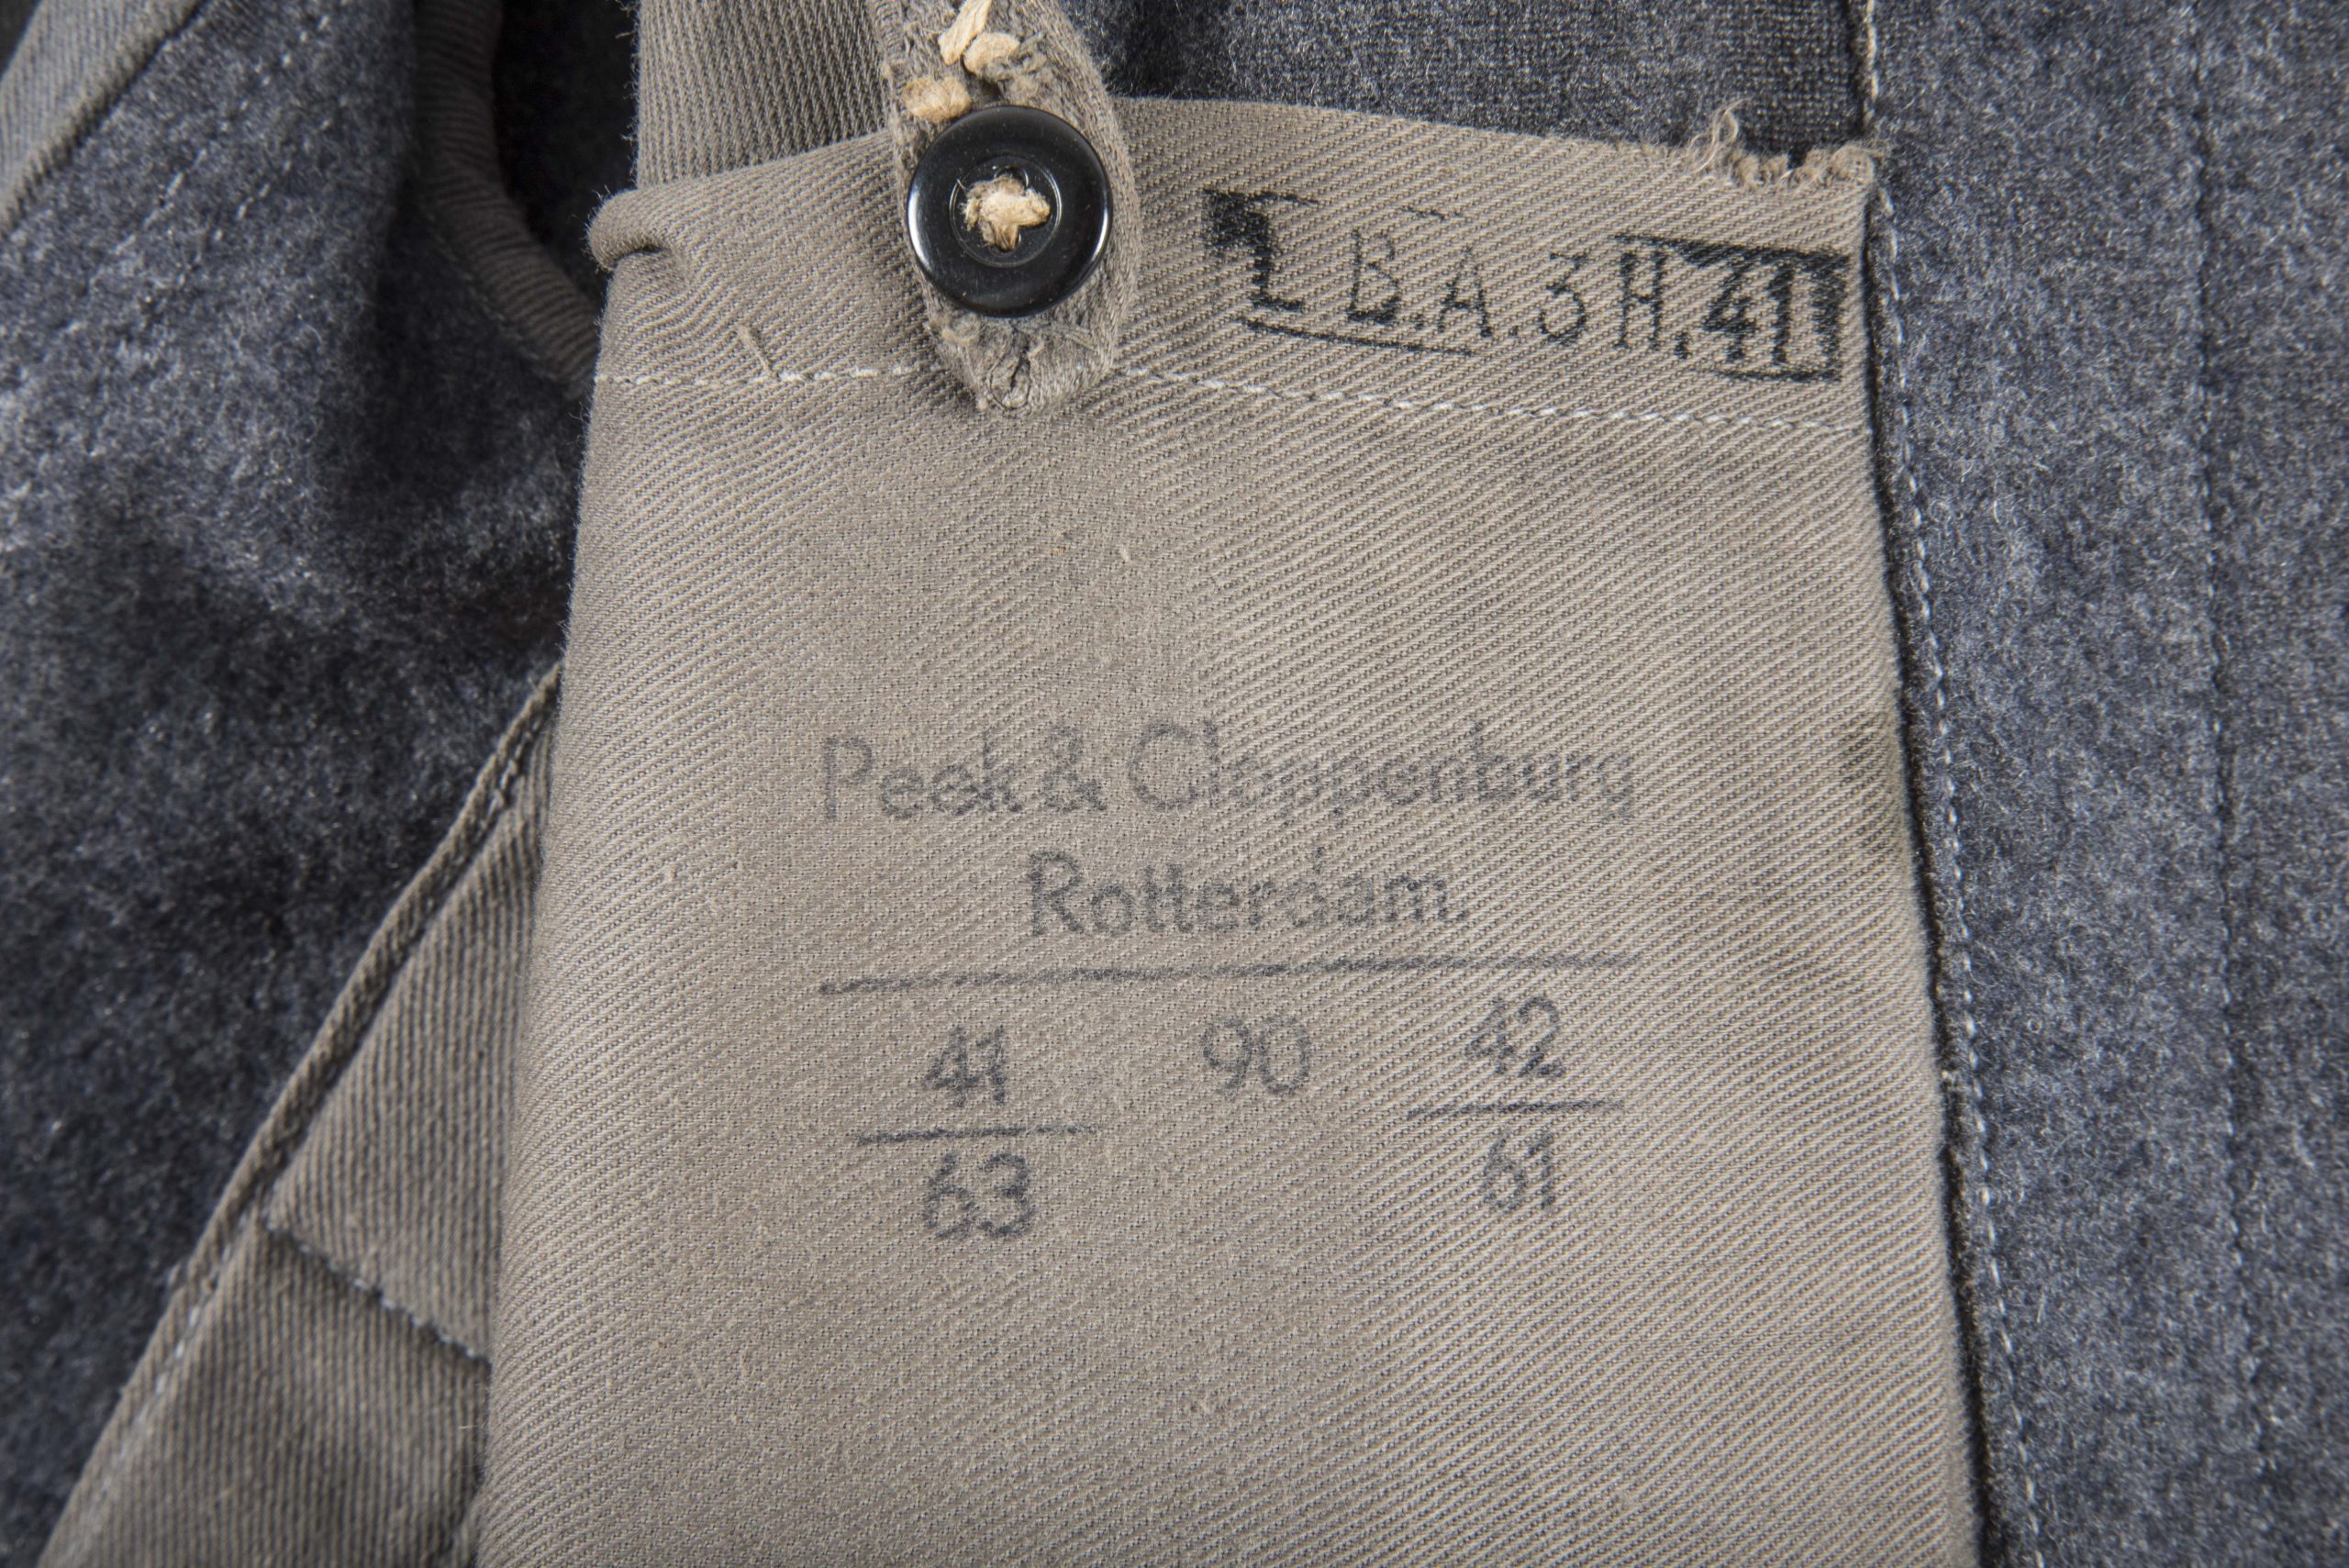 L B.A.3H.41
Peek & Cloppenburg
Rotterdam.
41 90 42
63 61